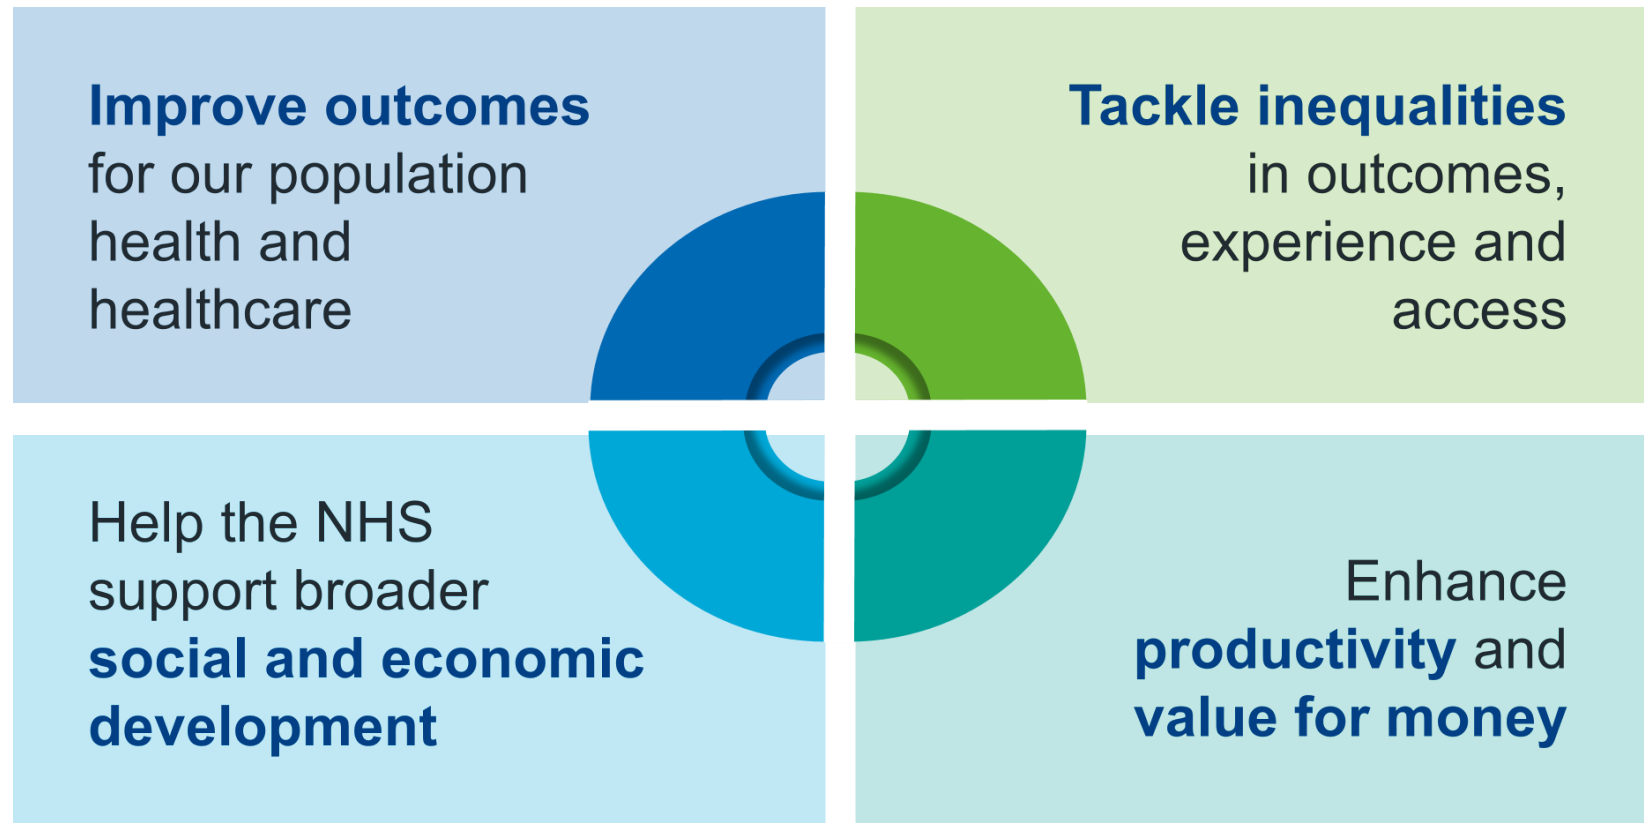 Improve outcomes
for our population
health and
healthcare
Tackle inequalities
in outcomes,
experience and
access
Help the NHS
support broader
social and economic
development
Enhance
productivity and
value for money